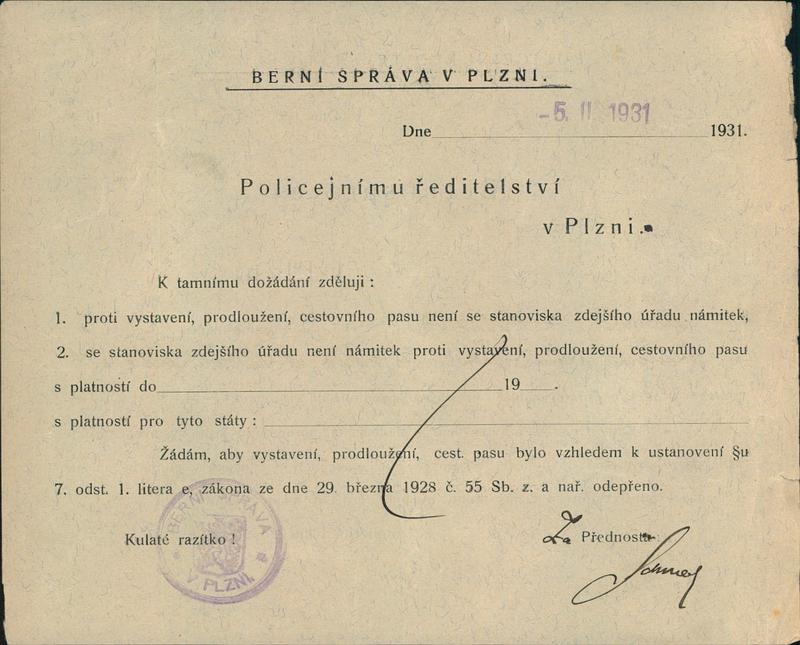 BERNÍ SPRÁVA V PLZNI.
-5. II 1931
Dne 1931.
Policejnímu ředitelství
v Plzni.
K tamnímu dožádání zděluji :
1. proti vystavení, prodloužení, cestovního pasu není se stanoviska zdejšího úřadu námitek,
2. se stanoviska zdejšího úřadu není námitek proti vystavení, prodloužení, cestovního pasu
s platností do 19 .
s platností pro tyto státy :
Žádám, aby vystavení, prodloužení, cest. pasu bylo vzhledem k ustanovení §u
7. odst. 1. litera e, zákona ze dne 29. března 1928 č. 55 Sb. z. a nař. odepřeno.
Kulaté razítko !
Za Přednosta:
BERNÍ SPRÁVA
V PLZNI.